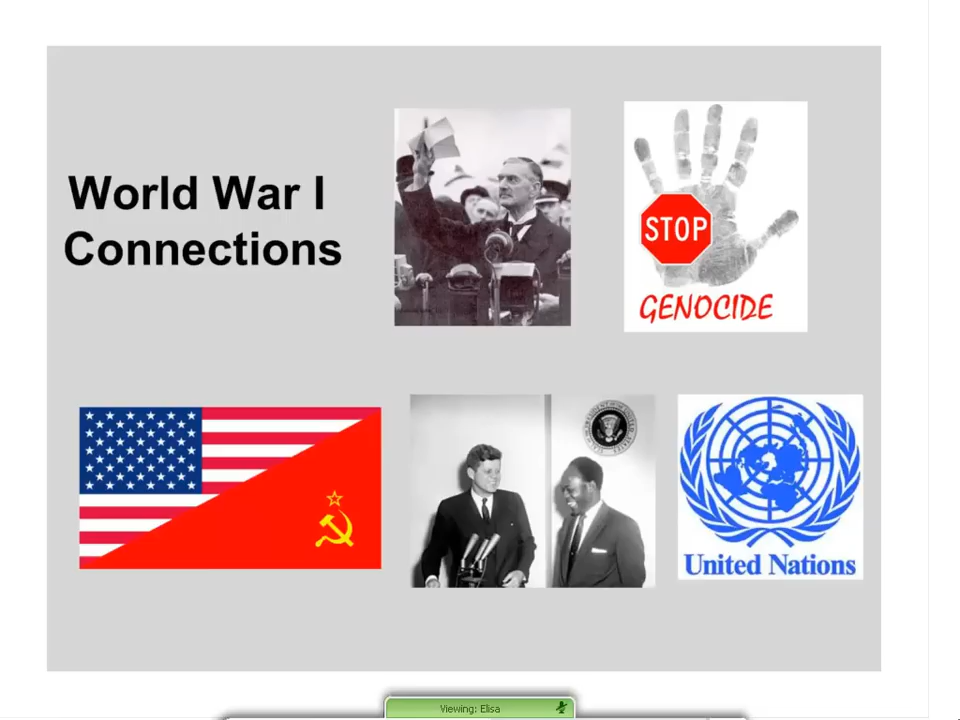 World War I
Connections
STOP
GENOCIDE
United Nations
Viewing: Elisa